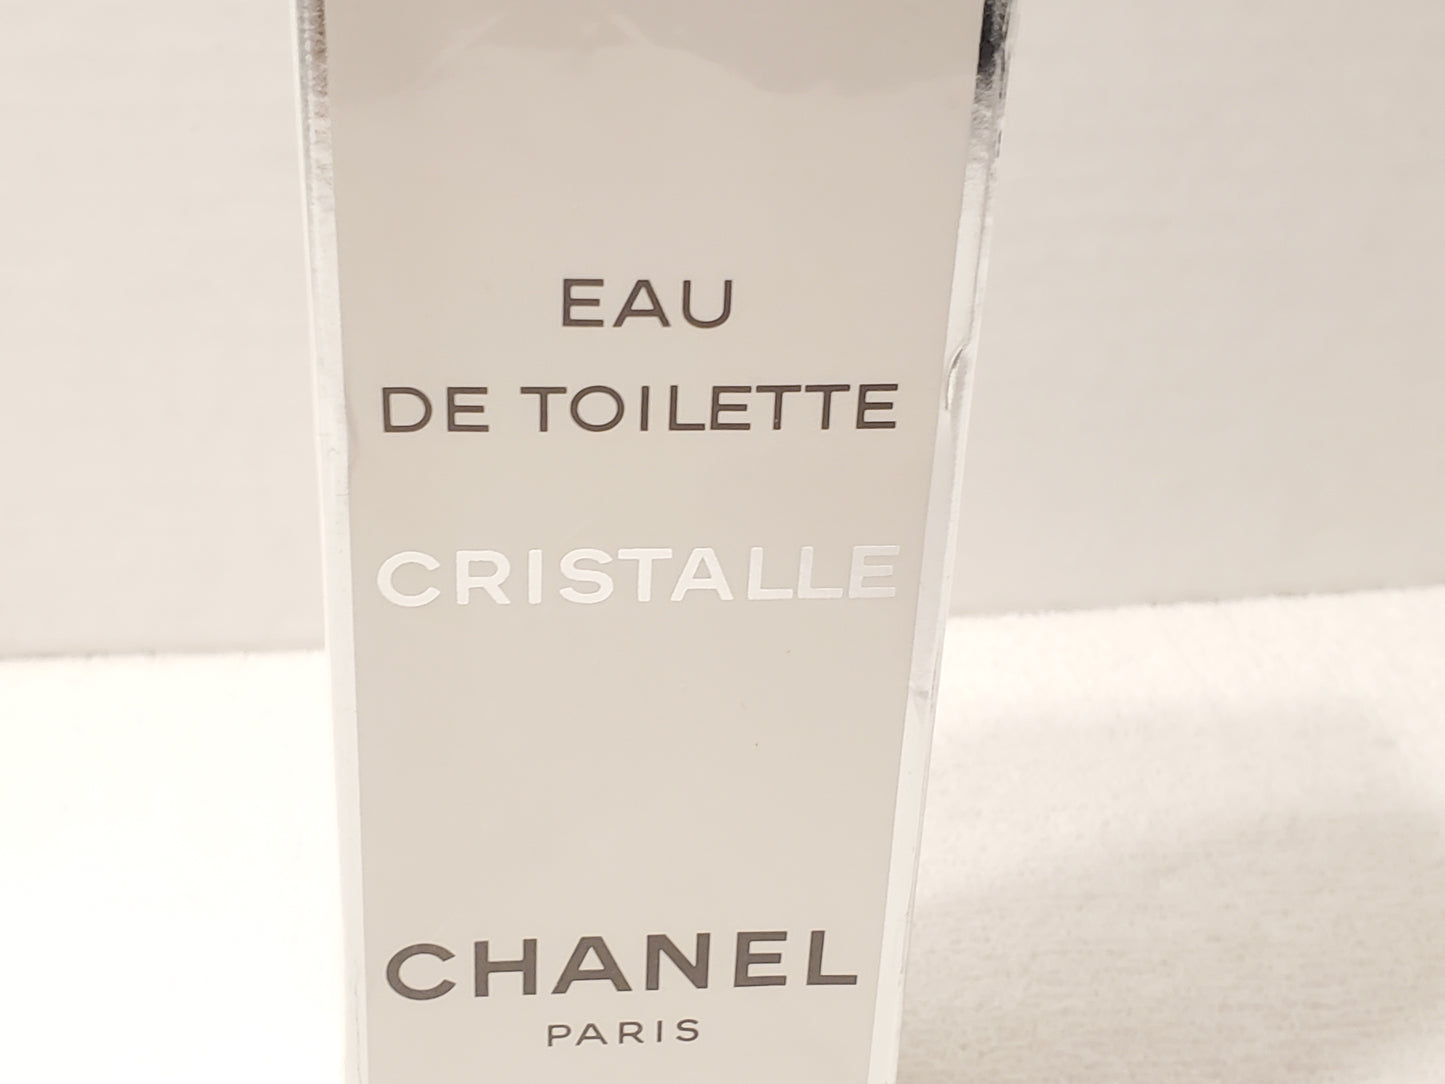 EAU
DE TOILETTE
CRISTALLE
CHANEL
PARIS